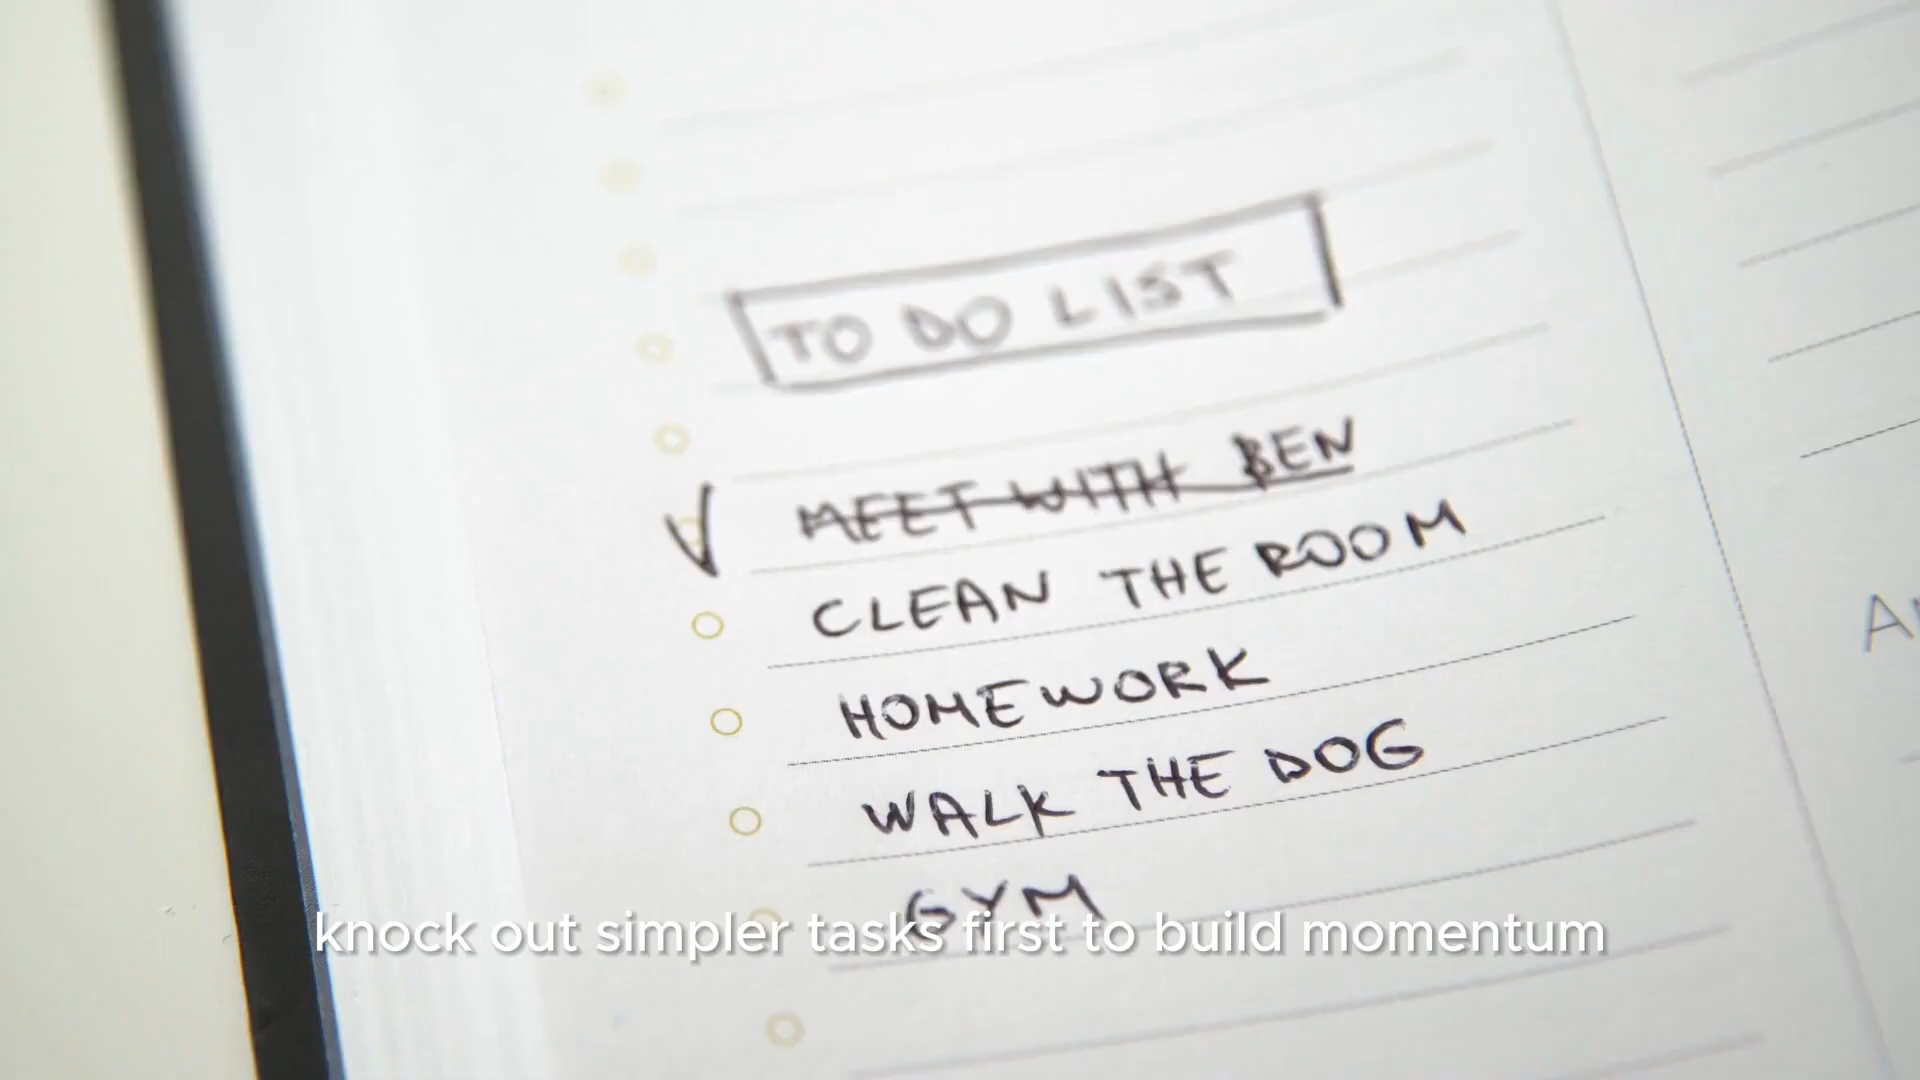 TO DO LIST
MEET WITH BEN
CLEAN THE ROOM
HOMEWORK
WALK THE DOG
GYM
knock out simpler tasks first to build momentum